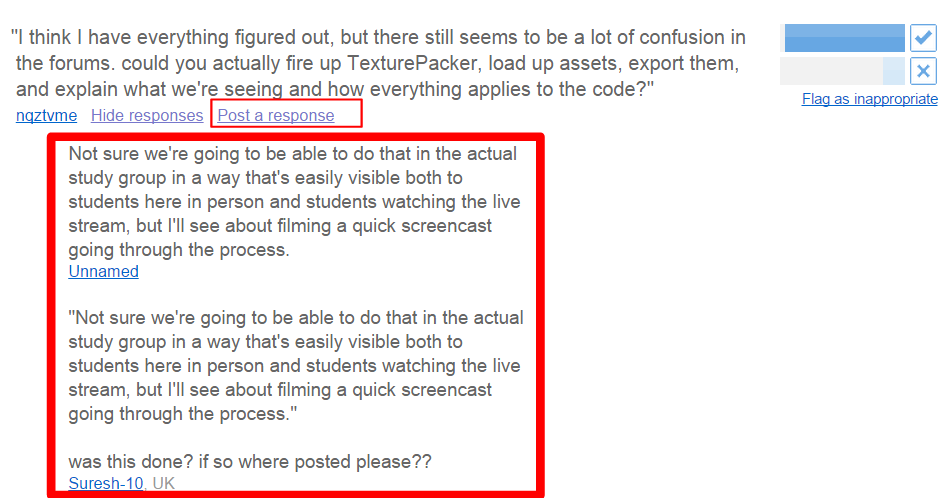 "I think I have everything figured out, but there still seems to be a lot of confusion in
the forums. could you actually fire up TexturePacker, load up assets, export them,
and explain what we're seeing and how everything applies to the code?"
Flag as inappropriate
nqztvme Hide responses Post a response
Not sure we're going to be able to do that in the actual
study group in a way that's easily visible both to
students here in person and students watching the live
stream, but I'll see about filming a quick screencast
going through the process.
Unnamed
"Not sure we're going to be able to do that in the actual
study group in a way that's easily visible both to
students here in person and students watching the live
stream, but I'll see about filming a quick screencast
going through the process."
was this done? if so where posted please??
Suresh-10, UK